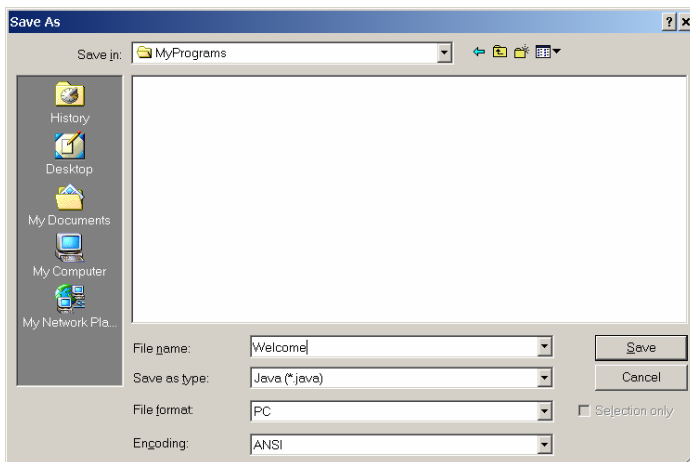 Save As
Save in: MyPrograms
History
Desktop
My Documents
My Computer
My Network Pla...
File name: Welcome Save
Save as type: Java (*.java) Cancel
File format: PC Selection only
Encoding: ANSI